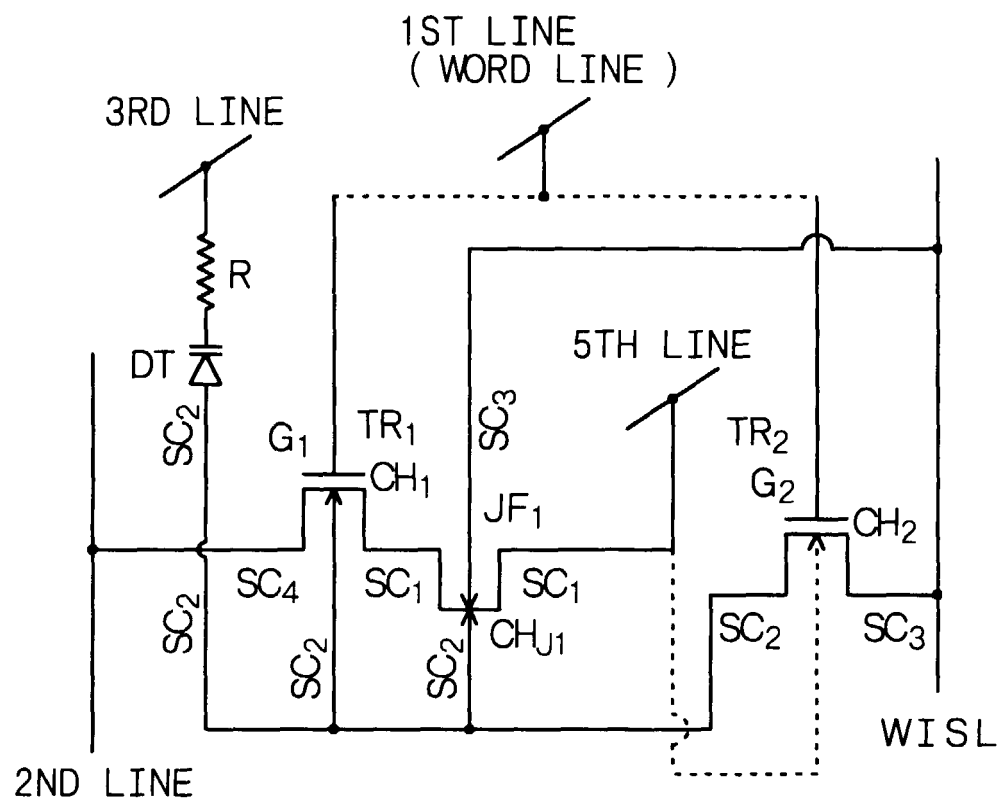 1ST LINE
( WORD LINE )
3RD LINE
R
5TH LINE
DT
SC2
SC3
G1
TR1
CH1
TR2
G2
CH2
JF1
SC4
SC1
SC1
SC2
SC2
SC2
CHJ1
SC2
SC3
WISL
2ND LINE